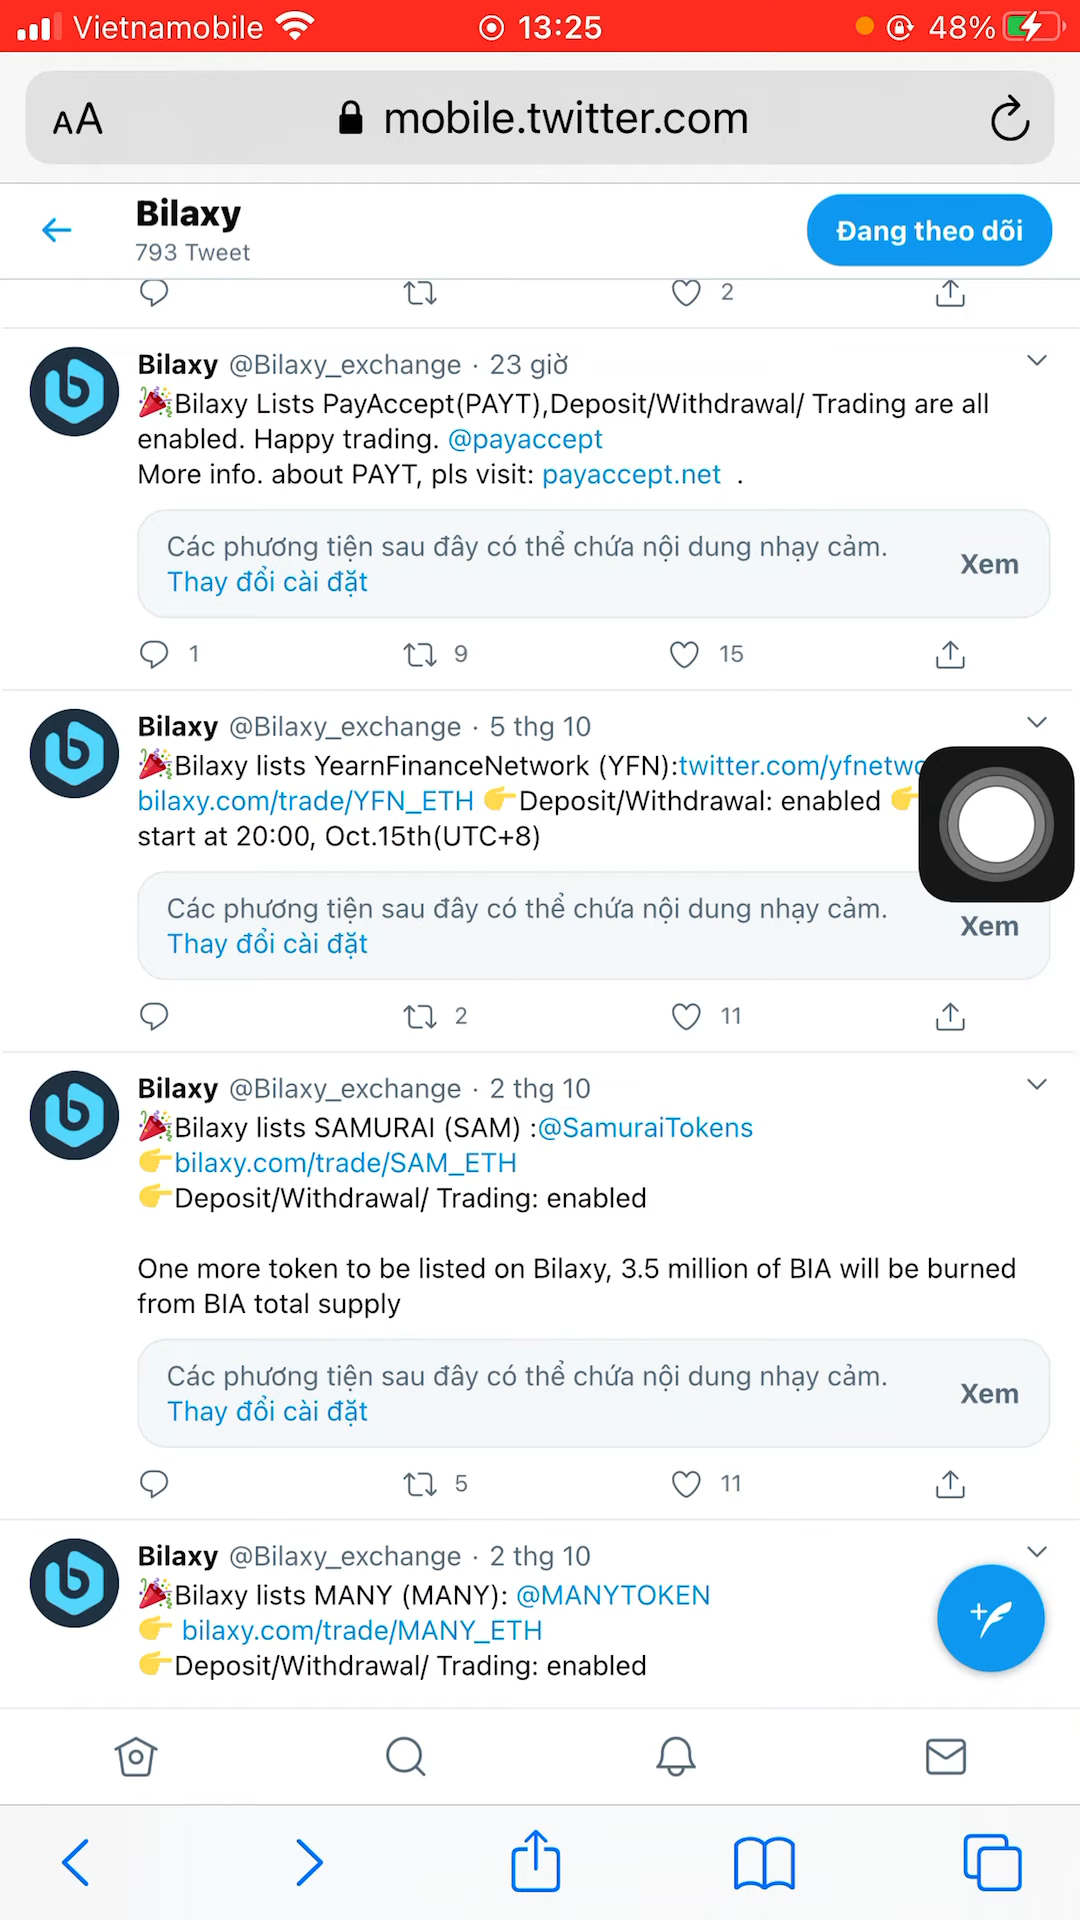 Vietnamobile 13:25 48%
AA mobile.twitter.com
Bilaxy
793 Tweet
Đang theo dõi
2
Bilaxy @Bilaxy_exchange · 23 giờ
🎉Bilaxy Lists PayAccept(PAYT),Deposit/Withdrawal/ Trading are all
enabled. Happy trading. @payaccept
More info. about PAYT, pls visit: payaccept.net .
Các phương tiện sau đây có thể chứa nội dung nhạy cảm.
Thay đổi cài đặt
Xem
1 9 15
Bilaxy @Bilaxy_exchange · 5 thg 10
🎉Bilaxy lists YearnFinanceNetwork (YFN):twitter.com/yfnetwo
bilaxy.com/trade/YFN_ETH 👉Deposit/Withdrawal: enabled 👉
start at 20:00, Oct.15th(UTC+8)
Các phương tiện sau đây có thể chứa nội dung nhạy cảm.
Thay đổi cài đặt
Xem
2 11
Bilaxy @Bilaxy_exchange · 2 thg 10
🎉Bilaxy lists SAMURAI (SAM) :@SamuraiTokens
👉bilaxy.com/trade/SAM_ETH
👉Deposit/Withdrawal/ Trading: enabled
One more token to be listed on Bilaxy, 3.5 million of BIA will be burned
from BIA total supply
Các phương tiện sau đây có thể chứa nội dung nhạy cảm.
Thay đổi cài đặt
Xem
5 11
Bilaxy @Bilaxy_exchange · 2 thg 10
🎉Bilaxy lists MANY (MANY): @MANYTOKEN
👉 bilaxy.com/trade/MANY_ETH
👉Deposit/Withdrawal/ Trading: enabled